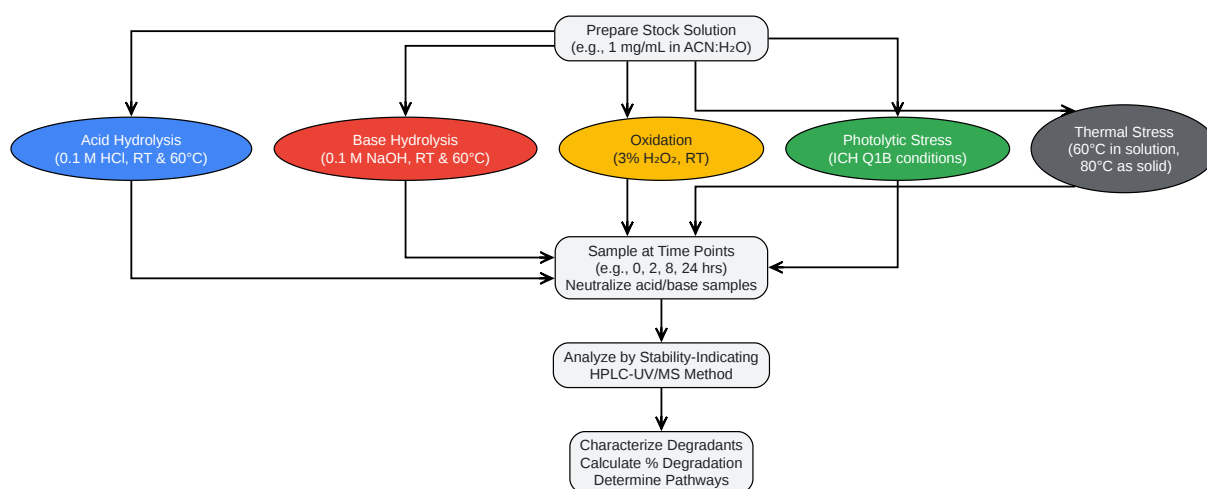 Prepare Stock Solution
(e.g., 1 mg/mL in ACN:H₂O)
Acid Hydrolysis
(0.1 M HCl, RT & 60°C)
Base Hydrolysis
(0.1 M NaOH, RT & 60°C)
Oxidation
(3% H₂O₂, RT)
Photolytic Stress
(ICH Q1B conditions)
Thermal Stress
(60°C in solution,
80°C as solid)
Sample at Time Points
(e.g., 0, 2, 8, 24 hrs)
Neutralize acid/base samples
Analyze by Stability-Indicating
HPLC-UV/MS Method
Characterize Degradants
Calculate % Degradation
Determine Pathways